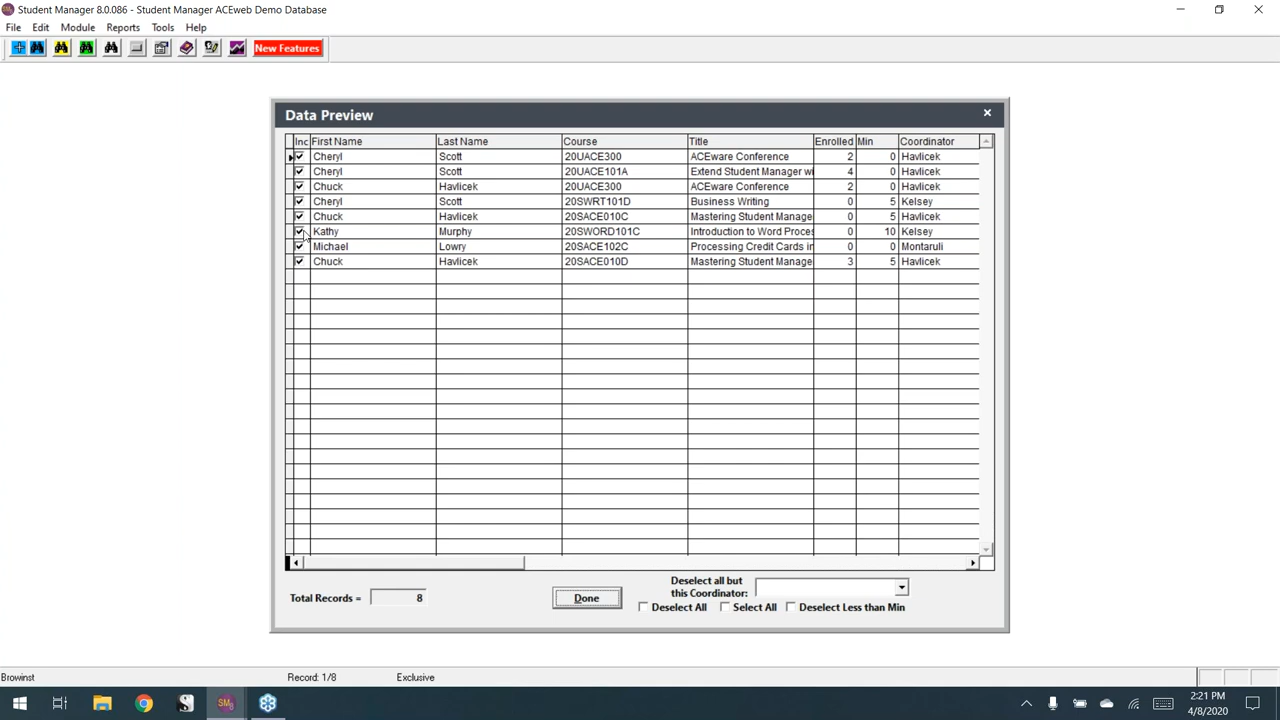 Student Manager 8.0.086 - Student Manager ACEweb Demo Database
File Edit Module Reports Tools Help
New Features
Data Preview
Inc First Name Last Name Course Title Enrolled Min Coordinator
Cheryl Scott 20UACE300 ACEware Conference 2 0 Havlicek
Cheryl Scott 20UACE101A Extend Student Manager wi 4 0 Havlicek
Chuck Havlicek 20UACE300 ACEware Conference 2 0 Havlicek
Cheryl Scott 20SWRT101D Business Writing 0 5 Kelsey
Chuck Havlicek 20SACE010C Mastering Student Manage 0 5 Havlicek
Kathy Murphy 20SWORD101C Introduction to Word Proces 0 10 Kelsey
Michael Lowry 20SACE102C Processing Credit Cards in 0 0 Montaruli
Chuck Havlicek 20SACE010D Mastering Student Manage 3 5 Havlicek
Deselect all but
this Coordinator:
Total Records = 8 Done
Deselect All Select All Deselect Less than Min
Browinst Record: 1/8 Exclusive
SM8
2:21 PM
4/8/2020